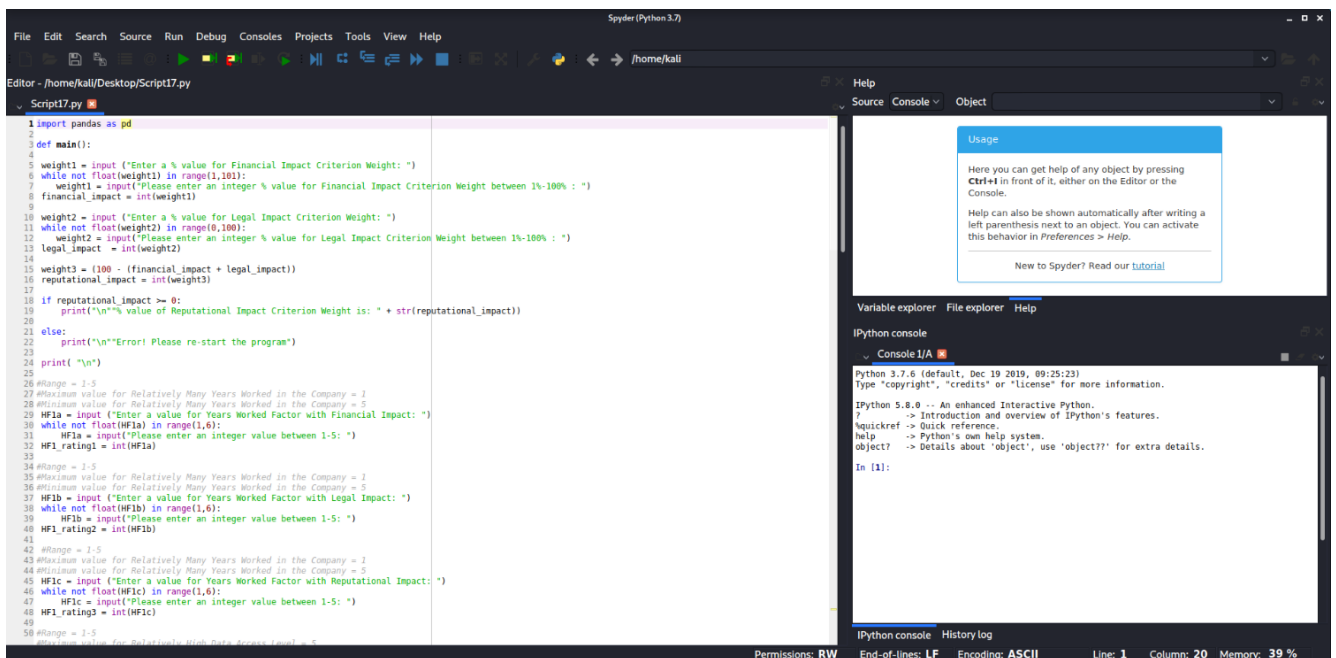 Spyder (Python 3.7)
File Edit Search Source Run Debug Consoles Projects Tools View Help
/home/kali
Editor - /home/kali/Desktop/Script17.py
Script17.py
1 import pandas as pd
2
3 def main():
4
5 weight1 = input ("Enter a % value for Financial Impact Criterion Weight: ")
6 while not float(weight1) in range(1,101):
7 weight1 = input("Please enter an integer % value for Financial Impact Criterion Weight between 1%-100% : ")
8 financial_impact = int(weight1)
9
10 weight2 = input ("Enter a % value for Legal Impact Criterion Weight: ")
11 while not float(weight2) in range(0,100):
12 weight2 = input("Please enter an integer % value for Legal Impact Criterion Weight between 1%-100% : ")
13 legal_impact = int(weight2)
14
15 weight3 = (100 - (financial_impact + legal_impact))
16 reputational_impact = int(weight3)
17
18 if reputational_impact >= 0:
19 print("\n""% value of Reputational Impact Criterion Weight is: " + str(reputational_impact))
20
21 else:
22 print("\n""Error! Please re-start the program")
23
24 print( "\n")
25
26 #Range = 1-5
27 #Maximum value for Relatively Many Years Worked in the Company = 1
28 #Minimum value for Relatively Many Years Worked in the Company = 5
29 HF1a = input ("Enter a value for Years Worked Factor with Financial Impact: ")
30 while not float(HF1a) in range(1,6):
31 HF1a = input("Please enter an integer value between 1-5: ")
32 HF1_rating1 = int(HF1a)
33
34 #Range = 1-5
35 #Maximum value for Relatively Many Years Worked in the Company = 1
36 #Minimum value for Relatively Many Years Worked in the Company = 5
37 HF1b = input ("Enter a value for Years Worked Factor with Legal Impact: ")
38 while not float(HF1b) in range(1,6):
39 HF1b = input("Please enter an integer value between 1-5: ")
40 HF1_rating2 = int(HF1b)
41
42 #Range = 1-5
43 #Maximum value for Relatively Many Years Worked in the Company = 1
44 #Minimum value for Relatively Many Years Worked in the Company = 5
45 HF1c = input ("Enter a value for Years Worked Factor with Reputational Impact: ")
46 while not float(HF1c) in range(1,6):
47 HF1c = input("Please enter an integer value between 1-5: ")
48 HF1_rating3 = int(HF1c)
49
50 #Range = 1-5
#Maximum value for Relatively High Data Access Level = 5
Help
Source Console Object
Usage
Here you can get help of any object by pressing
Ctrl+I in front of it, either on the Editor or the
Console.
Help can also be shown automatically after writing a
left parenthesis next to an object. You can activate
this behavior in Preferences > Help.
New to Spyder? Read our tutorial
Variable explorer File explorer Help
IPython console
Console 1/A
Python 3.7.6 (default, Dec 19 2019, 09:25:23)
Type "copyright", "credits" or "license" for more information.
IPython 5.8.0 -- An enhanced Interactive Python.
? -> Introduction and overview of IPython's features.
%quickref -> Quick reference.
help -> Python's own help system.
object? -> Details about 'object', use 'object??' for extra details.
In [1]:
IPython console History log
Permissions: RW End-of-lines: LF Encoding: ASCII Line: 1 Column: 20 Memory: 39 %